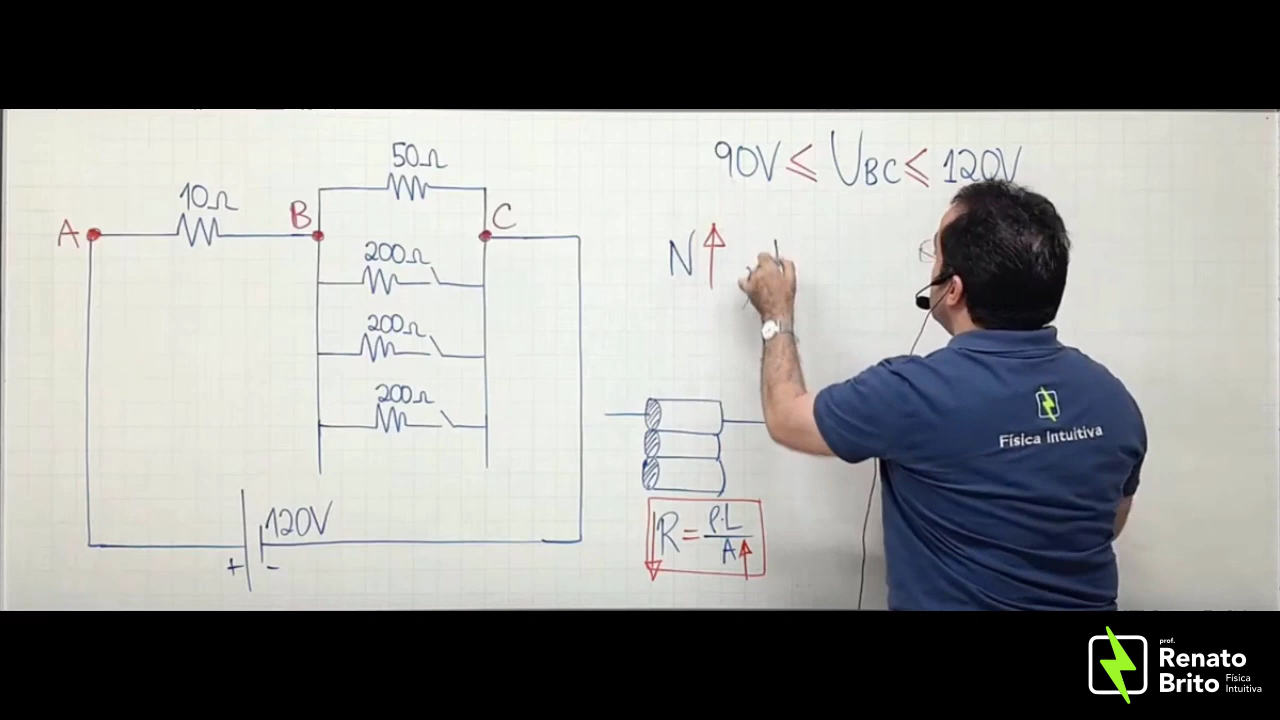 90V ≤ UBC ≤ 120V
50Ω
10Ω
A
B
C
N ↑
200Ω
200Ω
200Ω
120V
+ -
R = ρ.L / A
Física Intuitiva
prof.
Renato
Brito Física Intuitiva